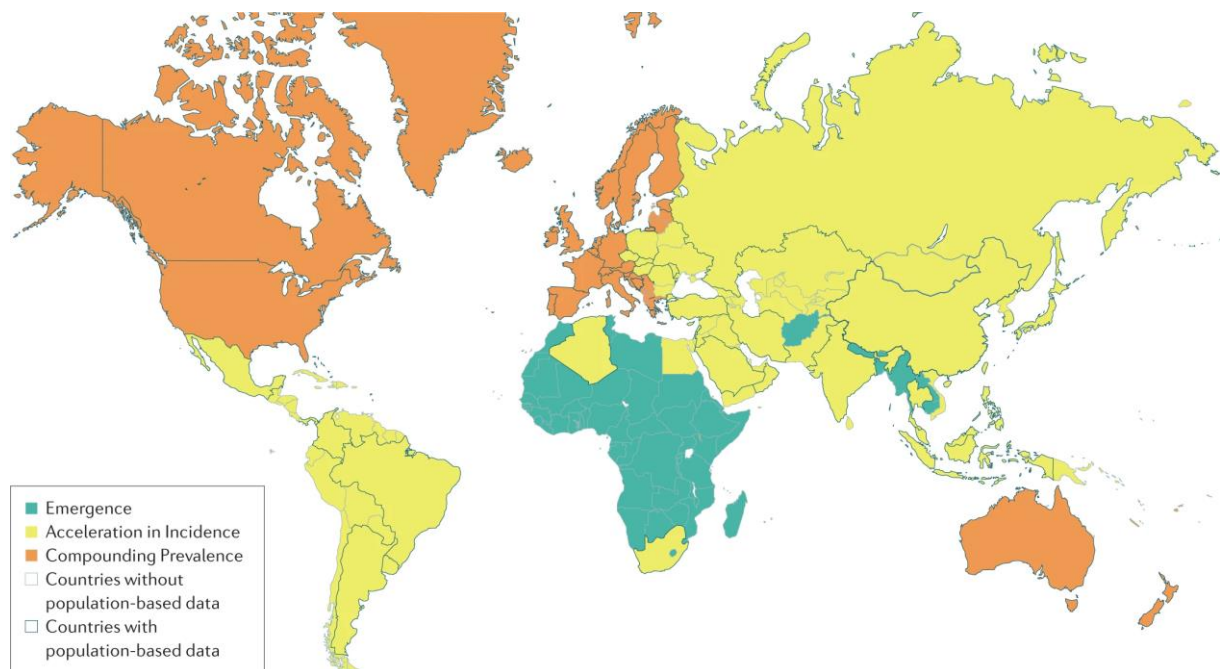 Emergence
Acceleration in Incidence
Compounding Prevalence
Countries without
population-based data
Countries with
population-based data